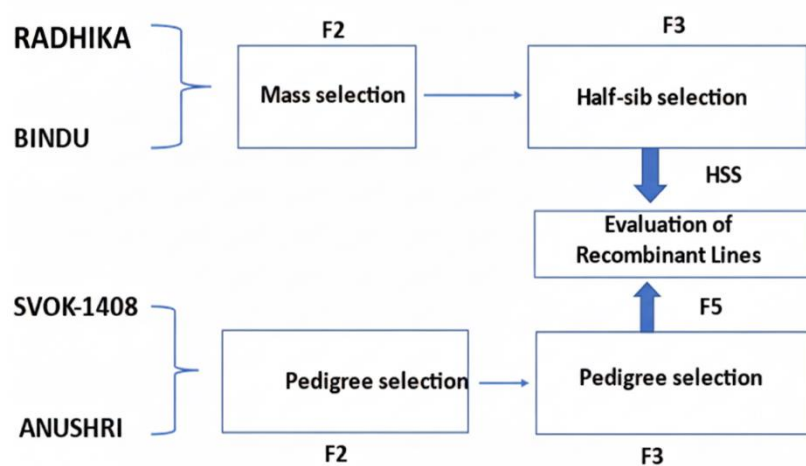 RADHIKA
BINDU
F2
Mass selection
F3
Half-sib selection
HSS
Evaluation of
Recombinant Lines
F5
SVOK-1408
ANUSHRI
Pedigree selection
F2
Pedigree selection
F3